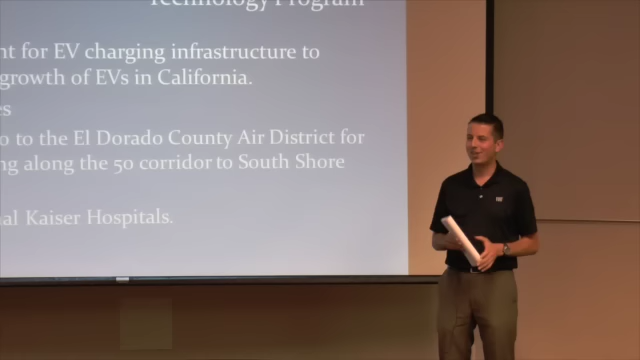 Technology Program
nt for EV charging infrastructure to
growth of EVs in California.
es
o to the El Dorado County Air District for
ng along the 50 corridor to South Shore
nal Kaiser Hospitals.